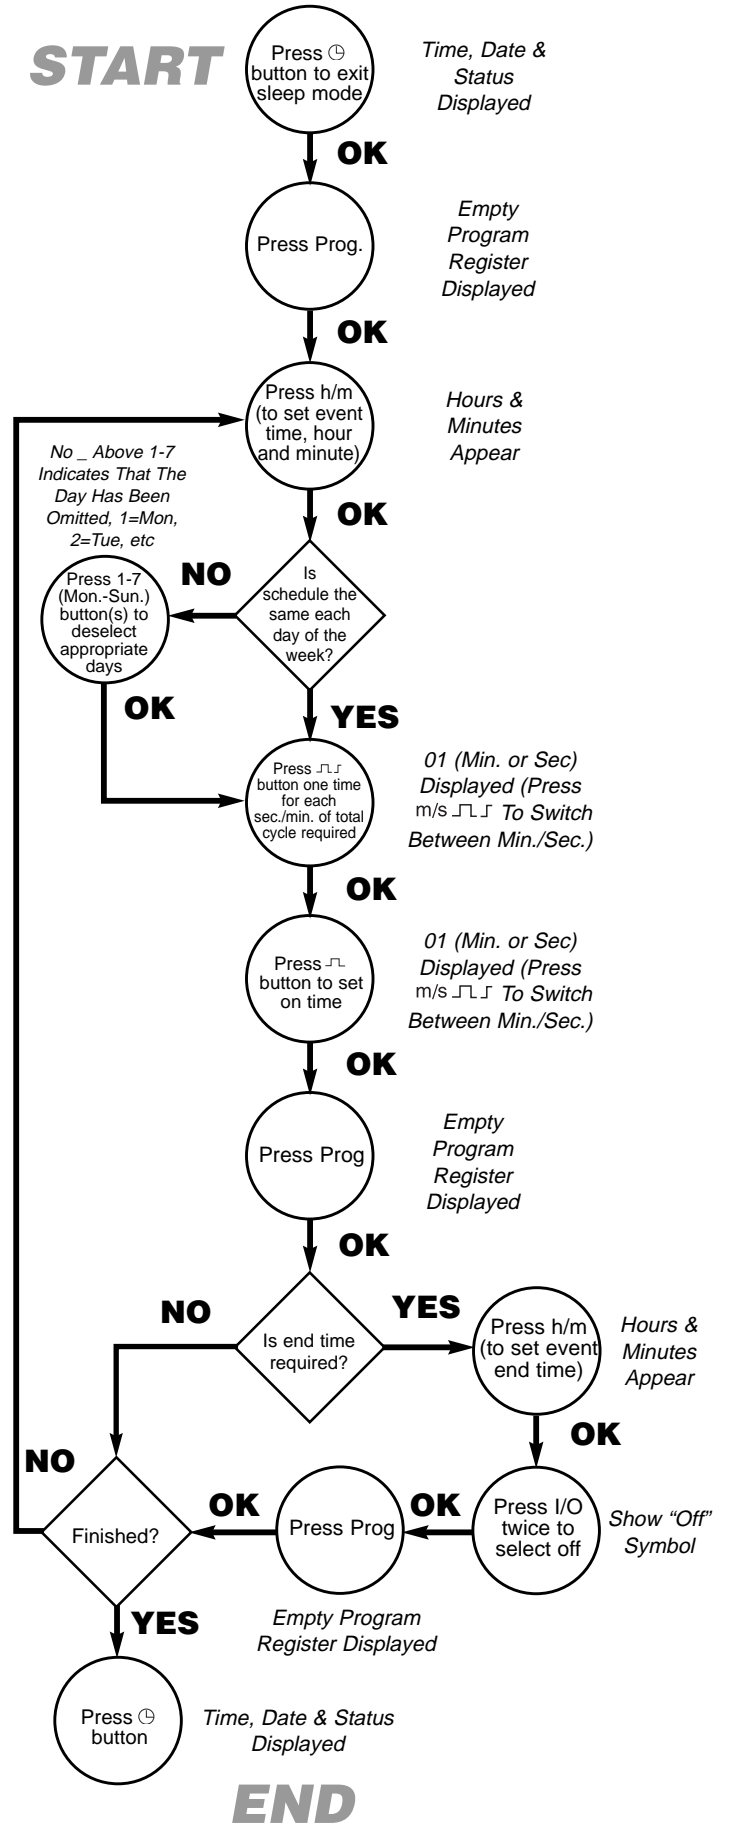 START
Press
button to exit
sleep mode
Time, Date &
Status
Displayed
OK
Press Prog.
Empty
Program
Register
Displayed
OK
Press h/m
(to set event
time, hour
and minute)
Hours &
Minutes
Appear
OK
No _ Above 1-7
Indicates That The
Day Has Been
Omitted, 1=Mon,
2=Tue, etc
Is
schedule the
same each
day of the
week?
NO
Press 1-7
(Mon.-Sun.)
button(s) to
deselect
appropriate
days
OK
YES
Press
button one time
for each
sec./min. of total
cycle required
01 (Min. or Sec)
Displayed (Press
m/s To Switch
Between Min./Sec.)
OK
Press
button to set
on time
01 (Min. or Sec)
Displayed (Press
m/s To Switch
Between Min./Sec.)
OK
Press Prog
Empty
Program
Register
Displayed
OK
Is end time
required?
NO
YES
Press h/m
(to set event
end time)
Hours &
Minutes
Appear
OK
Press I/O
twice to
select off
Show “Off”
Symbol
OK
Press Prog
Empty Program
Register Displayed
OK
Finished?
NO
YES
Press
button
Time, Date & Status
Displayed
END